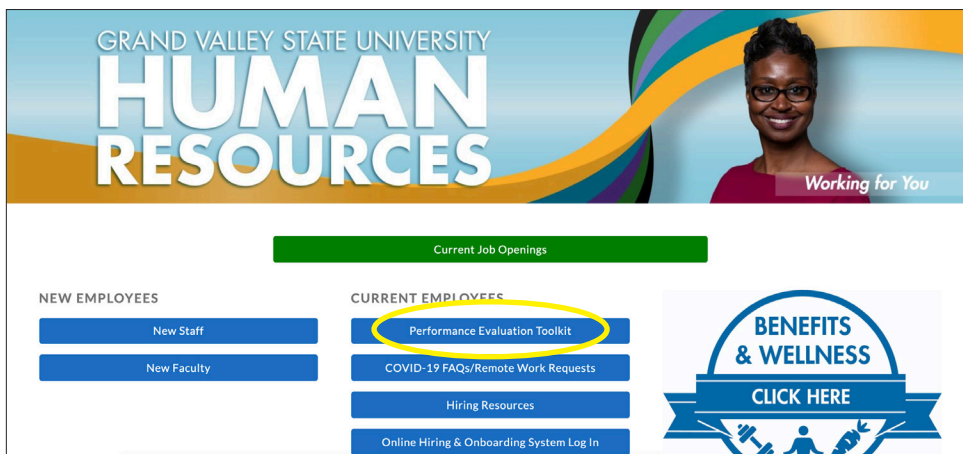 GRAND VALLEY STATE UNIVERSITY
HUMAN
RESOURCES
Working for You
Current Job Openings
NEW EMPLOYEES
New Staff
New Faculty
CURRENT EMPLOYEES
Performance Evaluation Toolkit
COVID-19 FAQs/Remote Work Requests
Hiring Resources
Online Hiring & Onboarding System Log In
BENEFITS
& WELLNESS
CLICK HERE